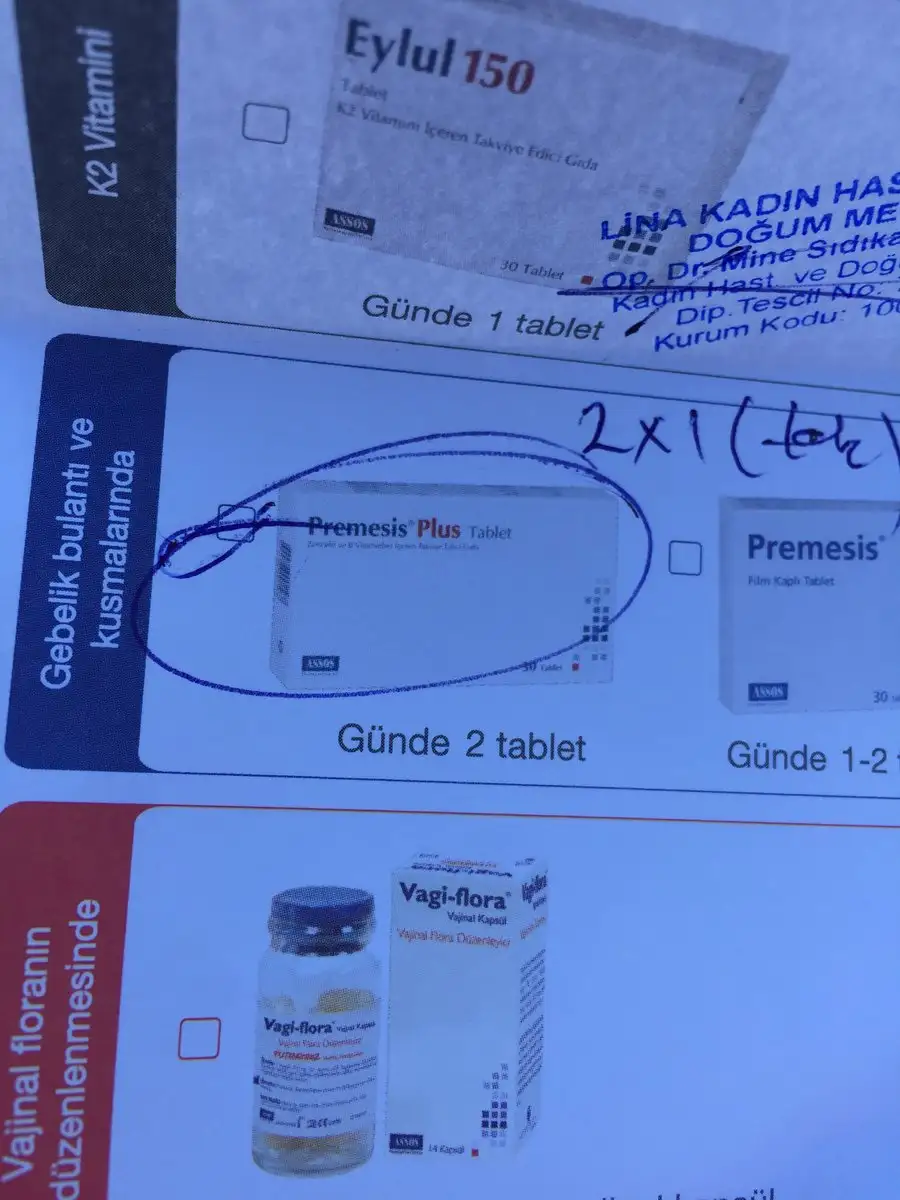 K2 Vitamini
Eylul 150
Tablet
K2 Vitamini İçeren Takviye Edici Gıda
ASSOS
30 Tablet
Günde 1 tablet
LİNA KADIN HAS
DOĞUM ME
Op. Dr. Mine Sıdıka
Kadın Hast. ve Doğ
Dip. Tescil No:
Kurum Kodu: 10
Gebelik bulantı ve
kusmalarında
2x1 (tok)
Premesis® Plus Tablet
ASSOS
30 Tablet
Günde 2 tablet
Premesis®
Film Kaplı Tablet
ASSOS
30
Günde 1-2
Vajinal floranın
düzenlenmesinde
Vagi-flora® Vajinal Kapsül
Vajinal Flora Düzenleyici
Vagi-flora®
Vajinal Kapsül
Vajinal Flora Düzenleyici
ASSOS
14 Kapsül